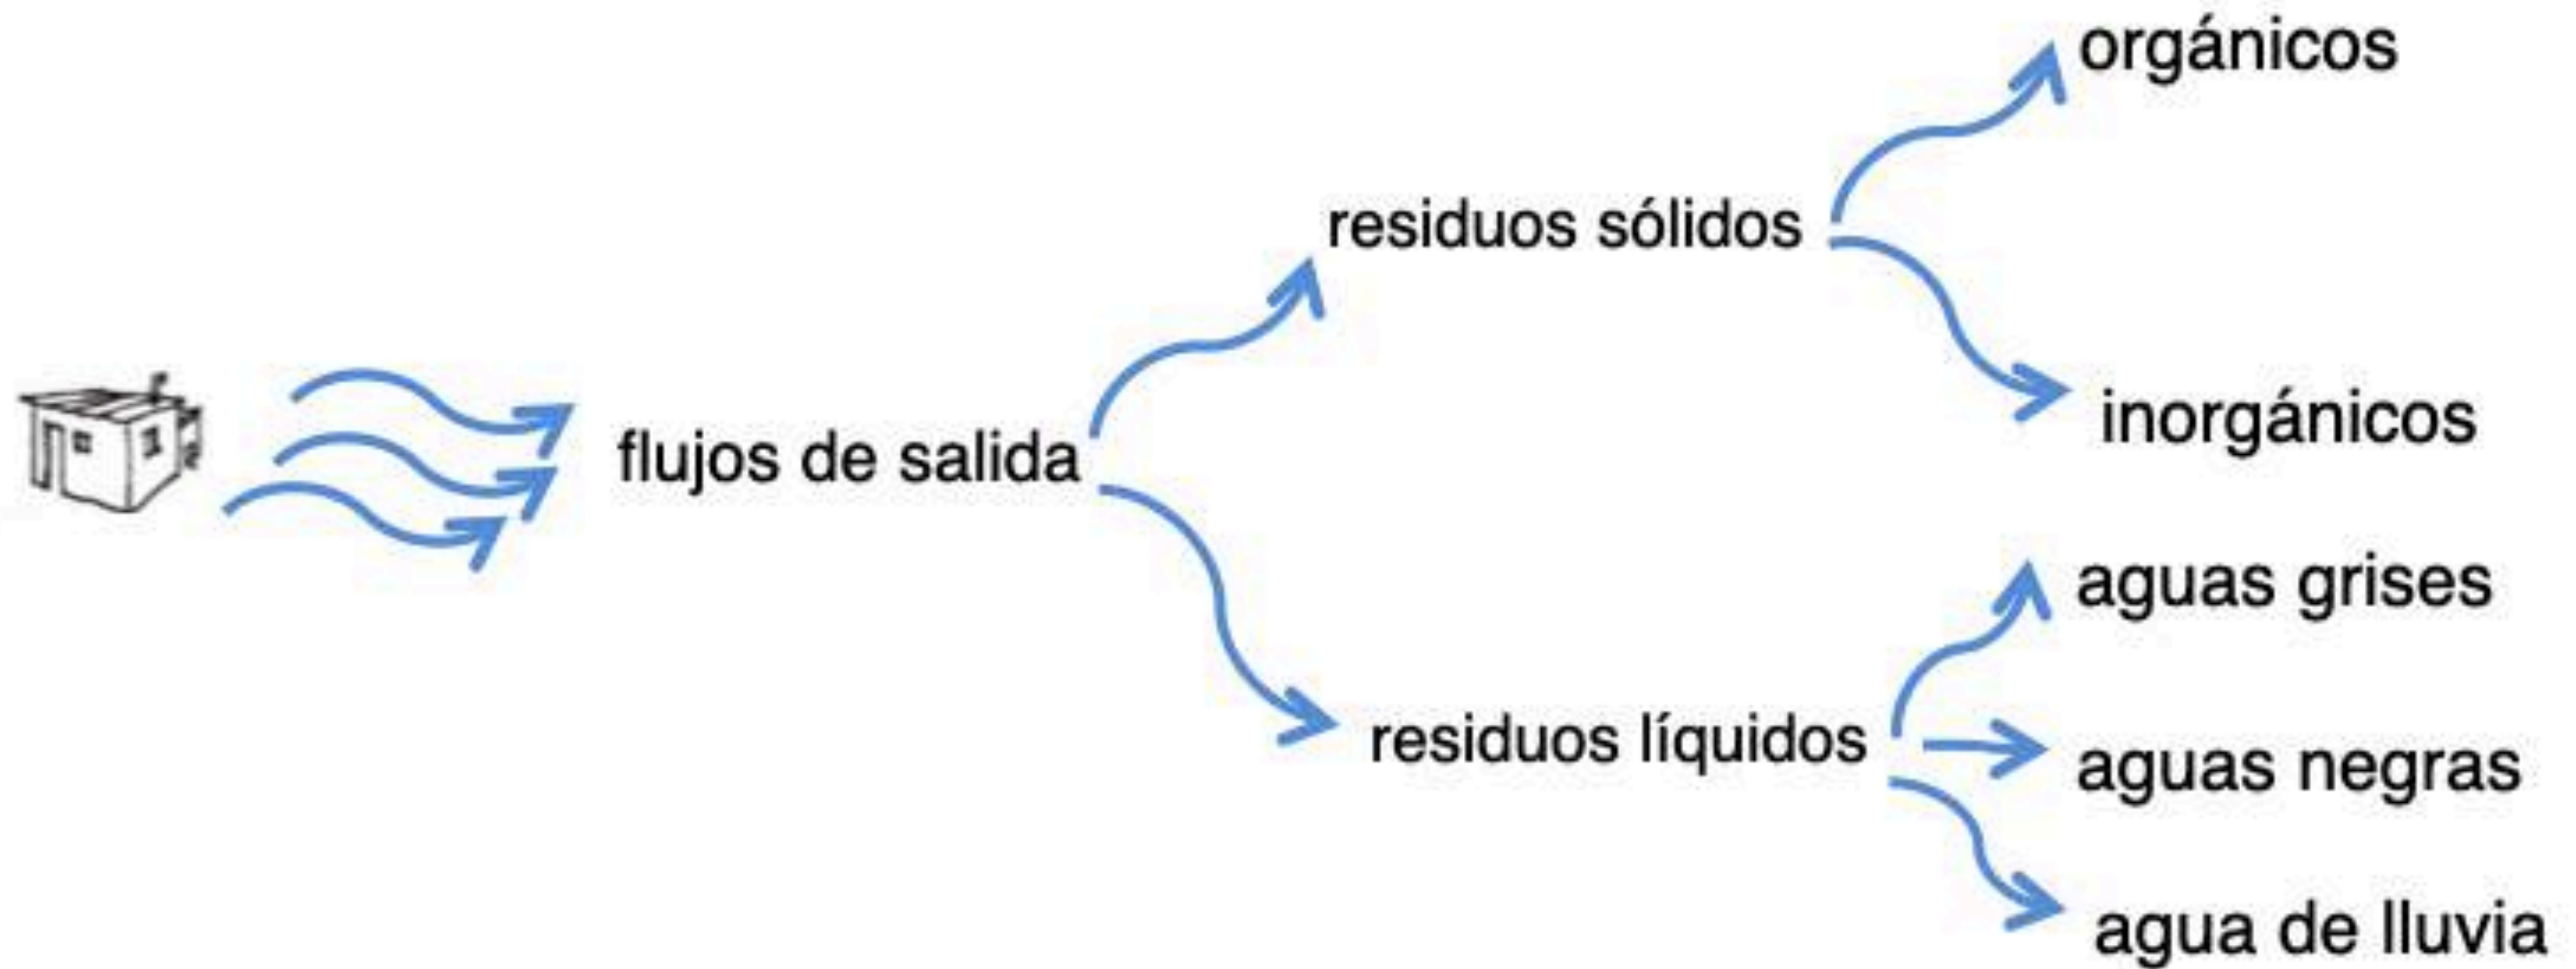 orgánicos
residuos sólidos
inorgánicos
flujos de salida
aguas grises
residuos líquidos
aguas negras
agua de lluvia